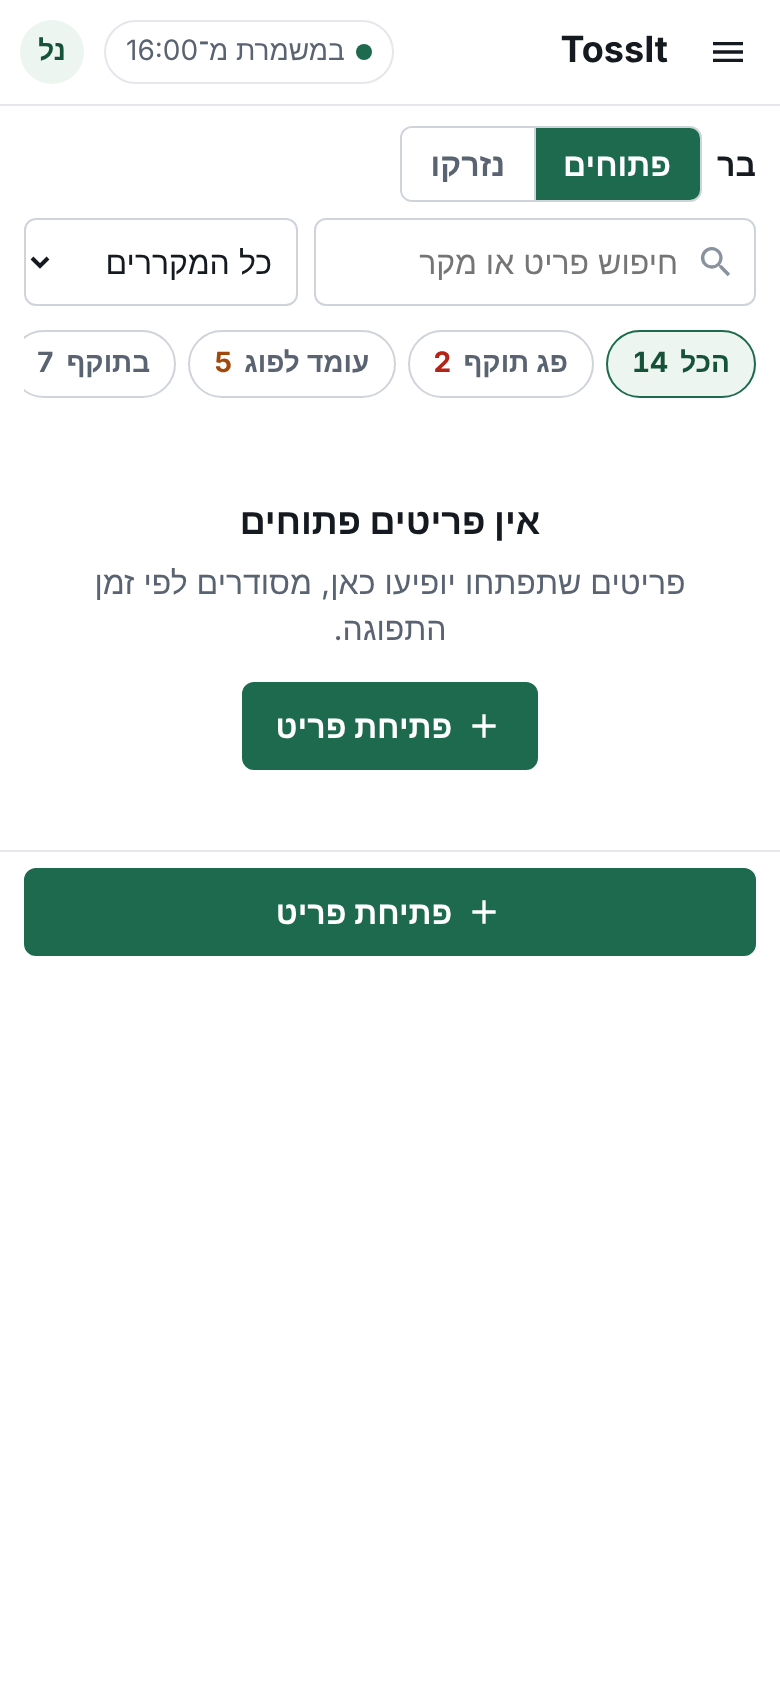 TossIt
במשמרת מ־16:00
נל
בר
פתוחים
נזרקו
חיפוש פריט או מקר
כל המקררים
הכל 14
פג תוקף 2
עומד לפוג 5
בתוקף 7
אין פריטים פתוחים
פריטים שתפתחו יופיעו כאן, מסודרים לפי זמן
התפוגה.
+ פתיחת פריט
+ פתיחת פריט